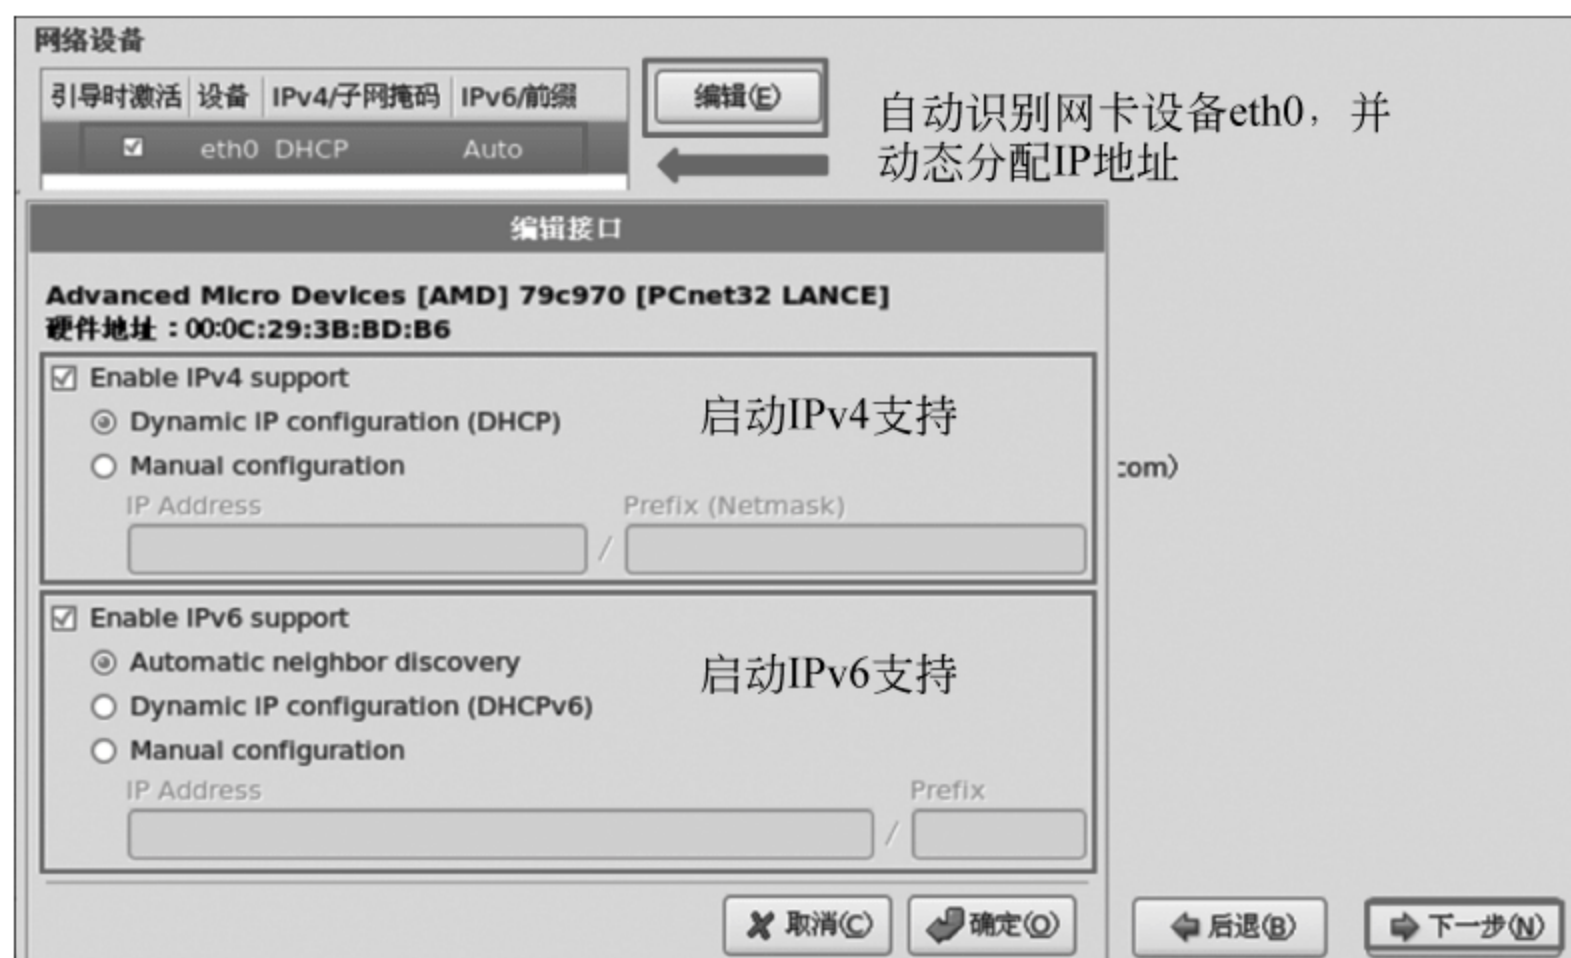 网络设备
引导时激活 设备 IPv4/子网掩码 IPv6/前缀
编辑(E)
eth0 DHCP Auto
自动识别网卡设备eth0，并
动态分配IP地址
编辑接口
Advanced Micro Devices [AMD] 79c970 [PCnet32 LANCE]
硬件地址：00:0C:29:3B:BD:B6
Enable IPv4 support
Dynamic IP configuration (DHCP)
启动IPv4支持
Manual configuration
IP Address Prefix (Netmask)
/
:com)
Enable IPv6 support
Automatic neighbor discovery
启动IPv6支持
Dynamic IP configuration (DHCPv6)
Manual configuration
IP Address Prefix
/
取消(C) 确定(O) 后退(B) 下一步(N)